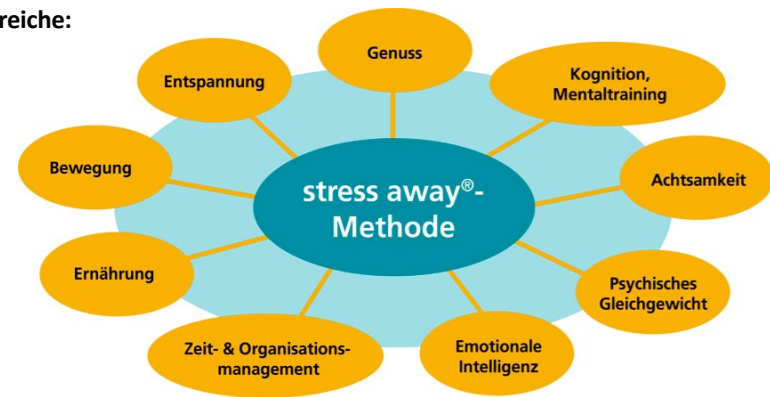 reiche:
Genuss
Kognition,
Mentaltraining
Entspannung
Achtsamkeit
Bewegung
stress away®-
Methode
Ernährung
Psychisches
Gleichgewicht
Zeit- & Organisations-
management
Emotionale
Intelligenz